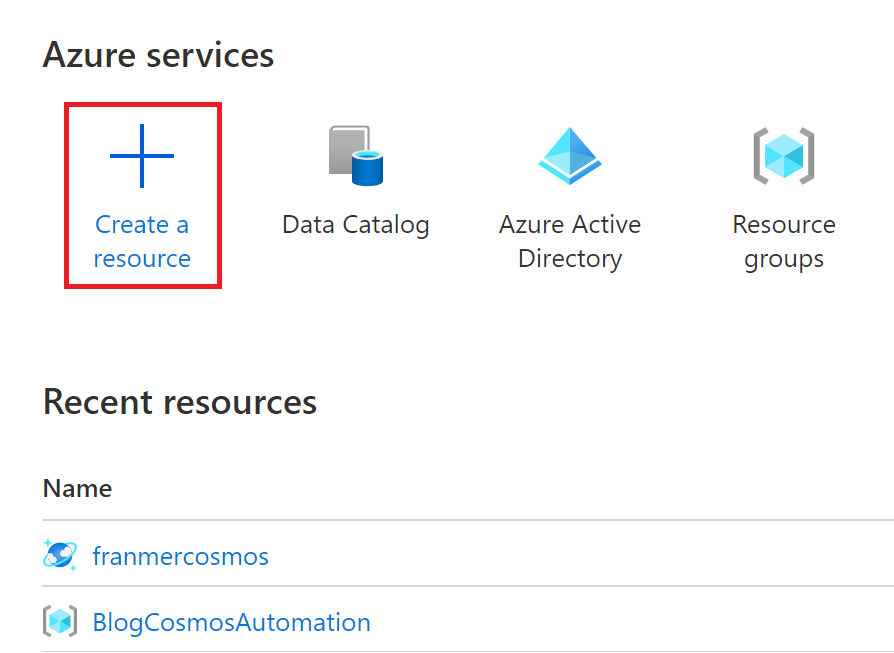 Azure services
Create a
resource
Data Catalog
Azure Active
Directory
Resource
groups
Recent resources
Name
franmercosmos
BlogCosmosAutomation